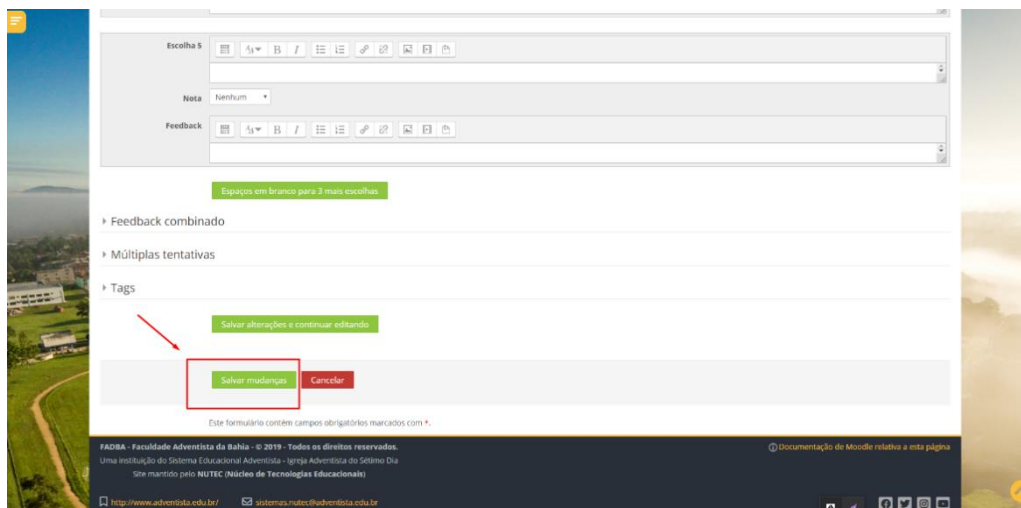 Escolha 5
Nota
Nenhum
Feedback
Espaços em branco para 3 mais escolhas
Feedback combinado
Múltiplas tentativas
Tags
Salvar alterações e continuar editando
Salvar mudanças
Cancelar
Este formulário contém campos obrigatórios marcados com *.
FADBA - Faculdade Adventista da Bahia - © 2019 - Todos os direitos reservados.
Documentação de Moodle relativa a esta página
Uma instituição do Sistema Educacional Adventista - Igreja Adventista do Sétimo Dia
Site mantido pelo NUTEC (Núcleo de Tecnologias Educacionais)
http://www.adventista.edu.br/
sistemas.nutec@adventista.edu.br